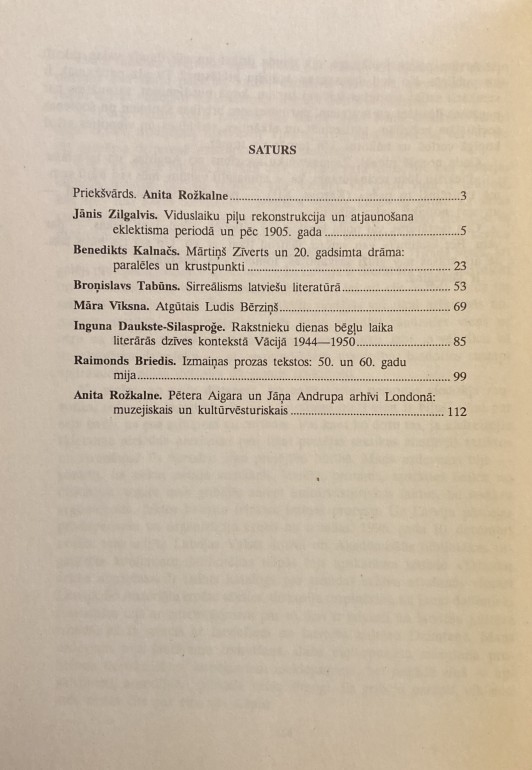 SATURS
Priekšvārds. Anita Rožkalne ........ 3
Jānis Zilgalvis. Viduslaiku piļu rekonstrukcija un atjaunošana
eklektisma periodā un pēc 1905. gada ........ 5
Benedikts Kalnačs. Mārtiņš Zīverts un 20. gadsimta drāma:
paralēles un krustpunkti ........ 23
Broņislavs Tabūns. Sirreālisms latviešu literatūrā ........ 53
Māra Vīksna. Atgūtais Ludis Bērziņš ........ 69
Inguna Daukste-Silasproģe. Rakstnieku dienas bēgļu laika
literārās dzīves kontekstā Vācijā 1944—1950 ........ 85
Raimonds Briedis. Izmaiņas prozas tekstos: 50. un 60. gadu
mija ........ 99
Anita Rožkalne. Pētera Aigara un Jāņa Andrupa arhīvi Londonā:
muzejiskais un kultūrvēsturiskais ........ 112